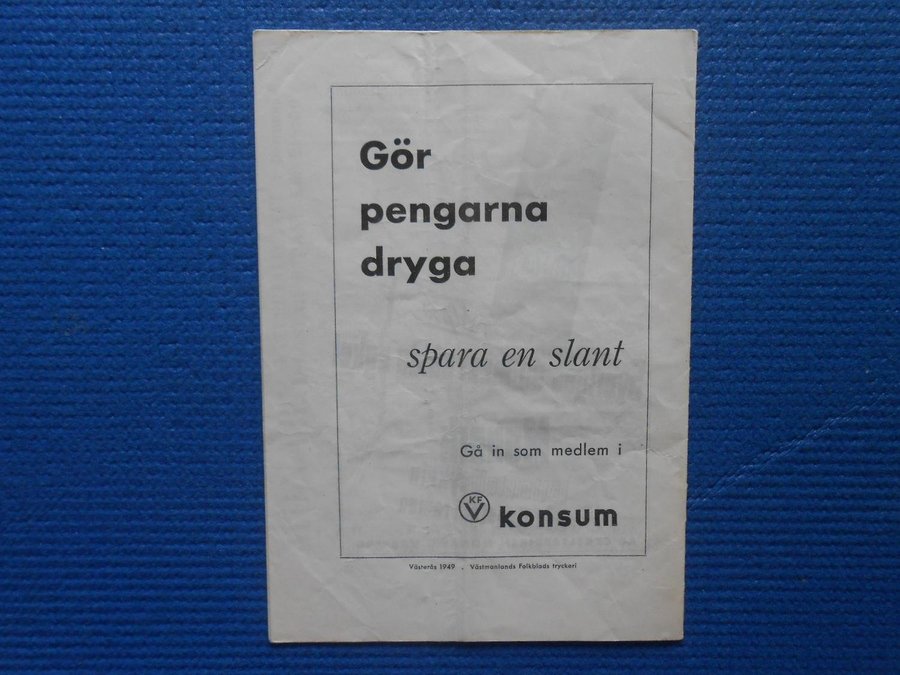 Gör
pengarna
dryga
spara en slant
Gå in som medlem i
KF
V konsum
Västerås 1949 . Västmanlands Folkblads tryckeri